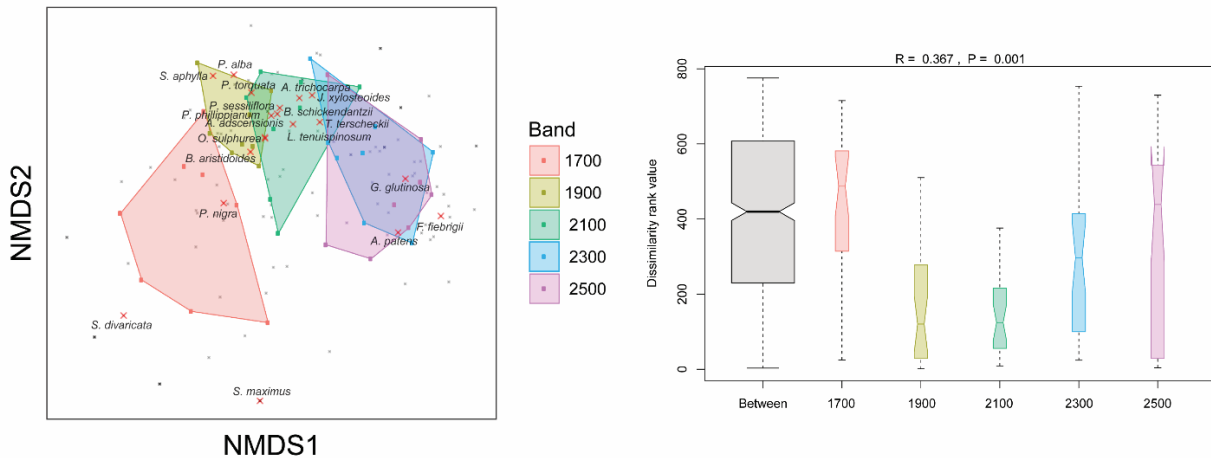 NMDS2
P. alba
S. aphylla
P. torquata
A. trichocarpa
J. xylosteoides
P. sessiliflora
P. philippianum
B. schickendantzii
A. adscensionis
T. terscheckii
O. sulphurea
L. tenuispinosum
B. aristidoides
G. glutinosa
P. nigra
F. fiebrigii
A. patens
S. divaricata
S. maximus
NMDS1
Band
1700
1900
2100
2300
2500
R = 0.367 , P = 0.001
Dissimilarity rank value
800
600
400
200
0
Between 1700 1900 2100 2300 2500